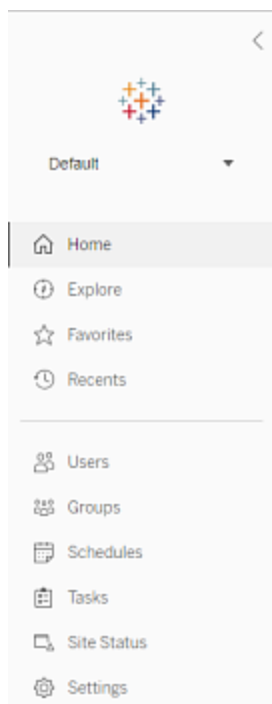 Default
Home
Explore
Favorites
Recents
Users
Groups
Schedules
Tasks
Site Status
Settings